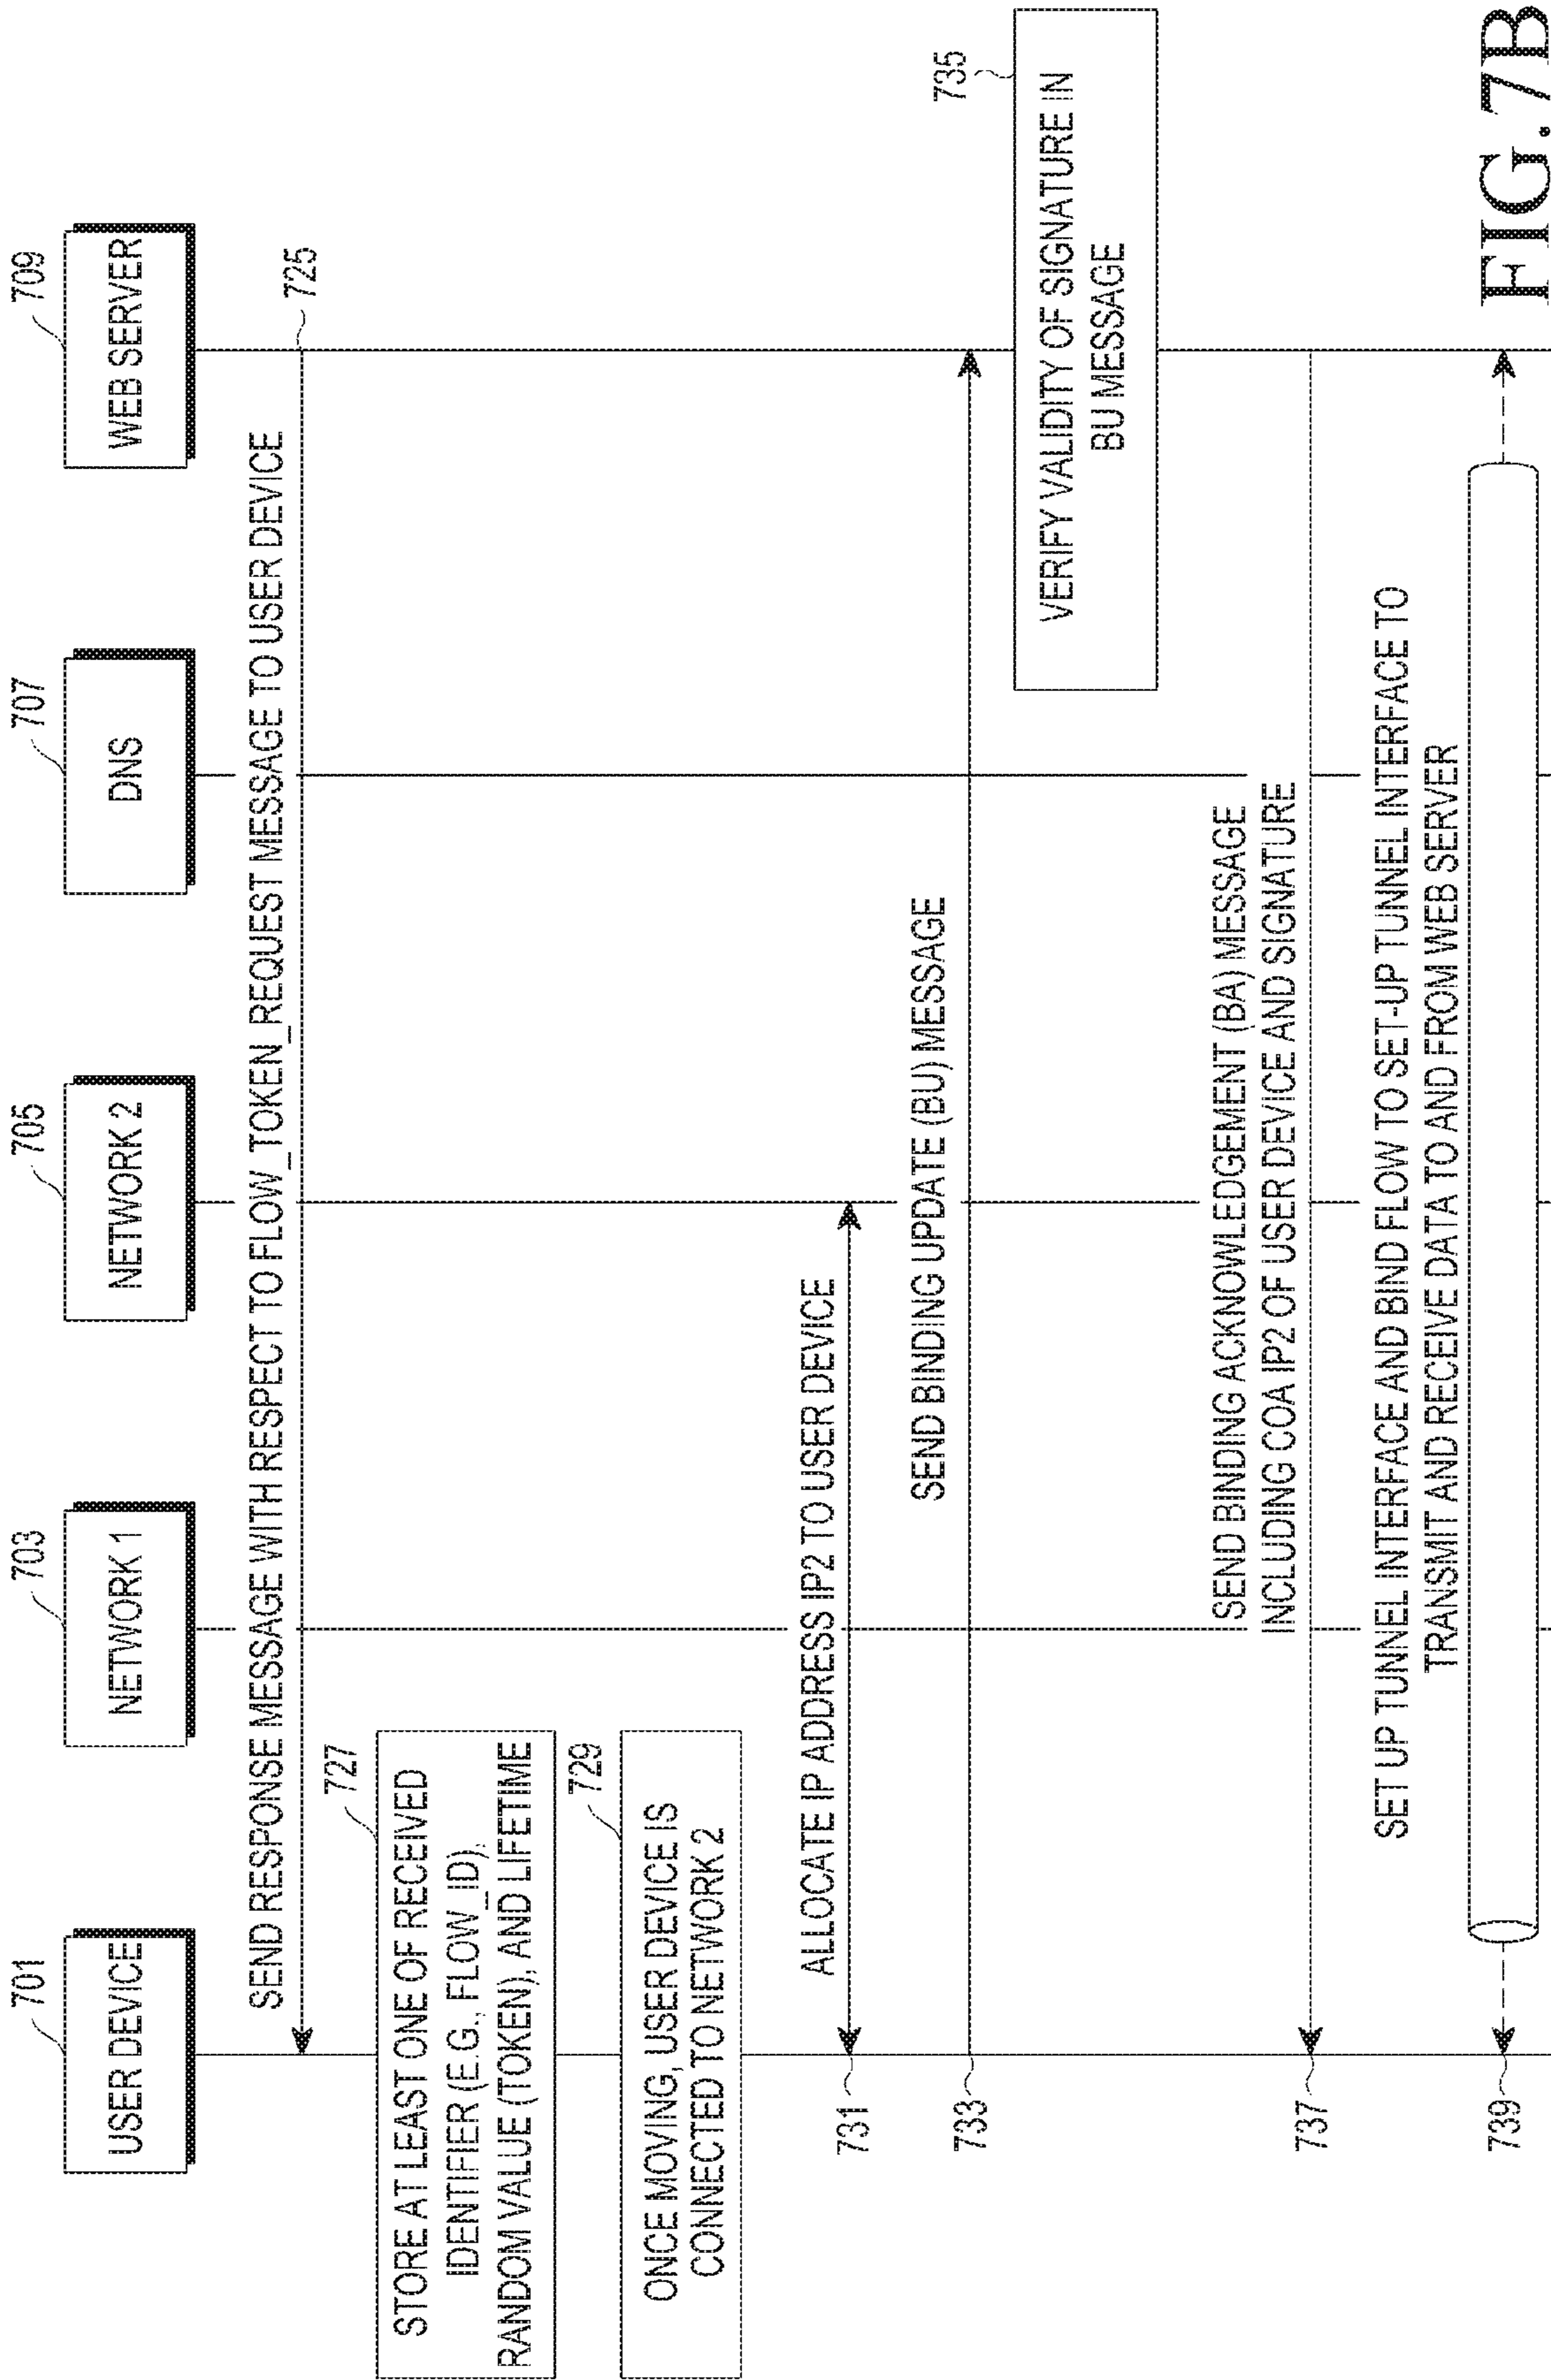 701
703
705
707
709
USER DEVICE
NETWORK 1
NETWORK 2
DNS
WEB SERVER
SEND RESPONSE MESSAGE WITH RESPECT TO FLOW_TOKEN_REQUEST MESSAGE TO USER DEVICE
725
727
STORE AT LEAST ONE OF RECEIVED
IDENTIFIER (E.G., FLOW_ID),
RANDOM VALUE (TOKEN), AND LIFETIME
729
ONCE MOVING, USER DEVICE IS
CONNECTED TO NETWORK 2
ALLOCATE IP ADDRESS IP2 TO USER DEVICE
731
SEND BINDING UPDATE (BU) MESSAGE
733
735
VERIFY VALIDITY OF SIGNATURE IN
BU MESSAGE
SEND BINDING ACKNOWLEDGEMENT (BA) MESSAGE
INCLUDING COA IP2 OF USER DEVICE AND SIGNATURE
737
SET UP TUNNEL INTERFACE AND BIND FLOW TO SET-UP TUNNEL INTERFACE TO
TRANSMIT AND RECEIVE DATA TO AND FROM WEB SERVER
739
FIG.7B